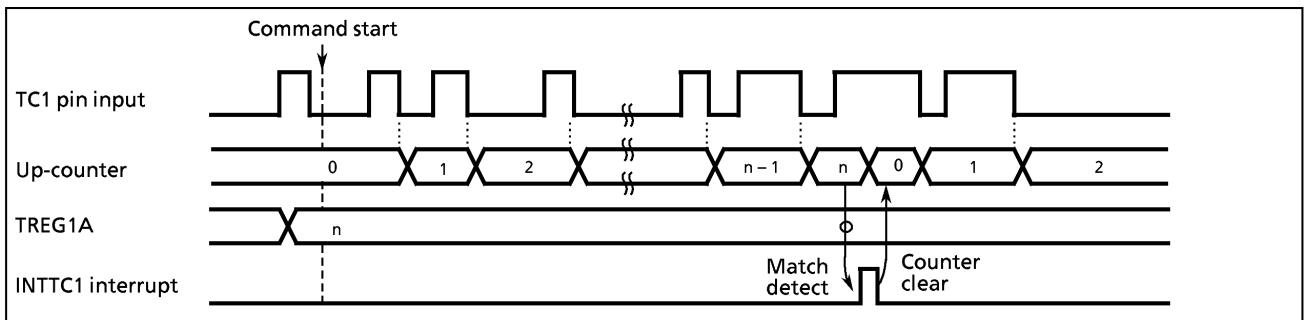 Command start
TC1 pin input
Up-counter
0
1
2
n – 1
n
0
1
2
TREG1A
n
INTTC1 interrupt
Match
detect
Counter
clear